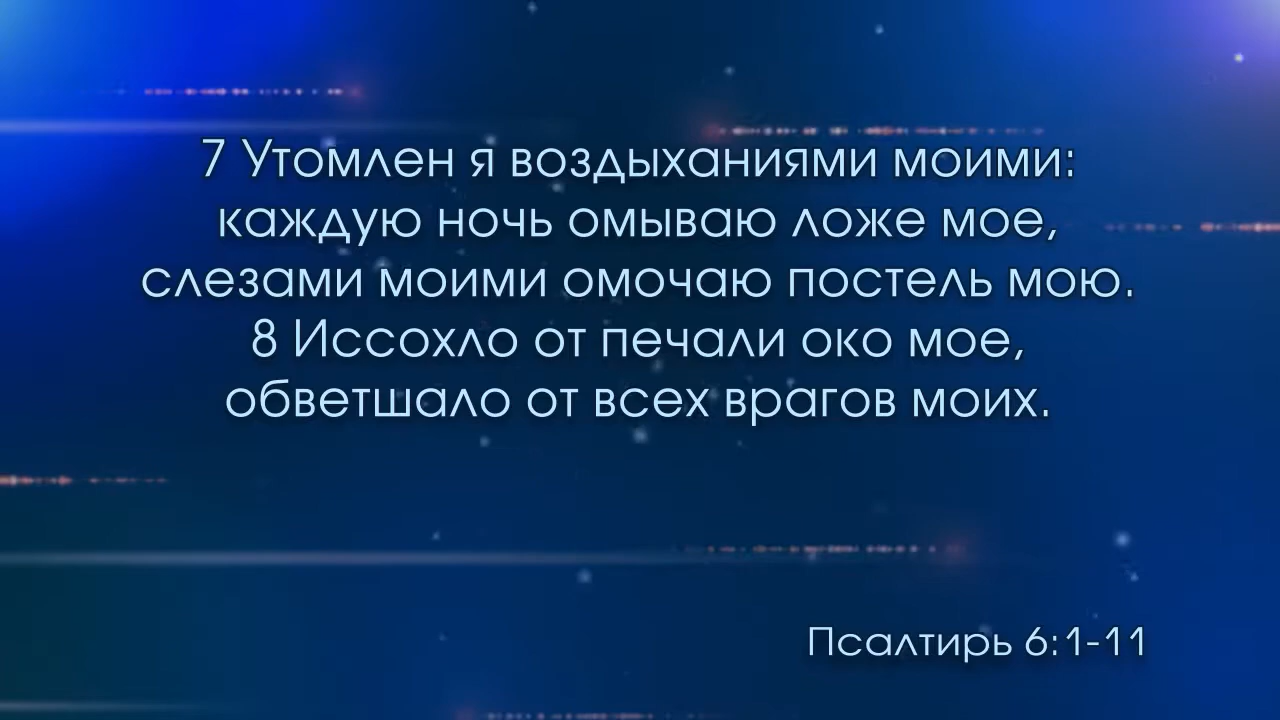 7 Утомлен я воздыханиями моими:
каждую ночь омываю ложе мое,
слезами моими омочаю постель мою.
8 Иссохло от печали око мое,
обветшало от всех врагов моих.
Псалтирь 6:1-11